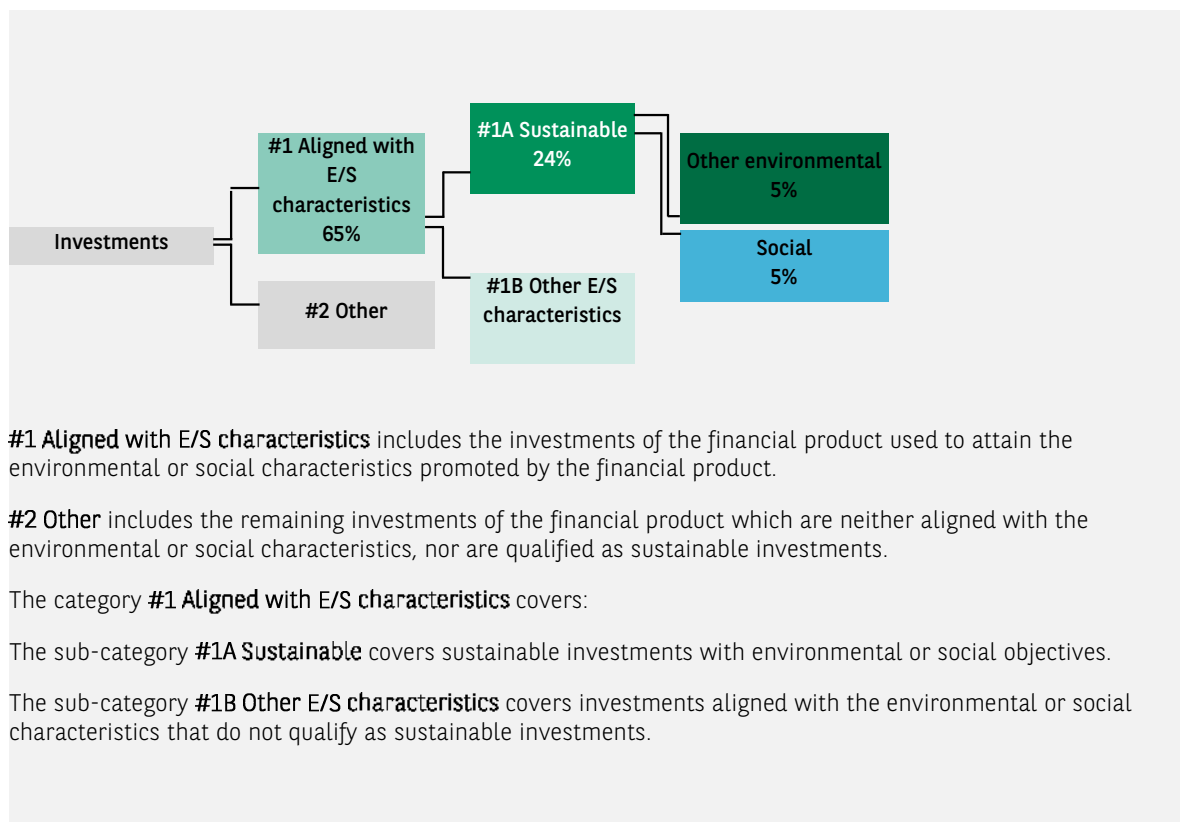 #1A Sustainable
24%
#1 Aligned with
E/S
characteristics
65%
Other environmental
5%
Investments
Social
5%
#2 Other
#1B Other E/S
characteristics
#1 Aligned with E/S characteristics includes the investments of the financial product used to attain the
environmental or social characteristics promoted by the financial product.
#2 Other includes the remaining investments of the financial product which are neither aligned with the
environmental or social characteristics, nor are qualified as sustainable investments.
The category #1 Aligned with E/S characteristics covers:
The sub-category #1A Sustainable covers sustainable investments with environmental or social objectives.
The sub-category #1B Other E/S characteristics covers investments aligned with the environmental or social
characteristics that do not qualify as sustainable investments.